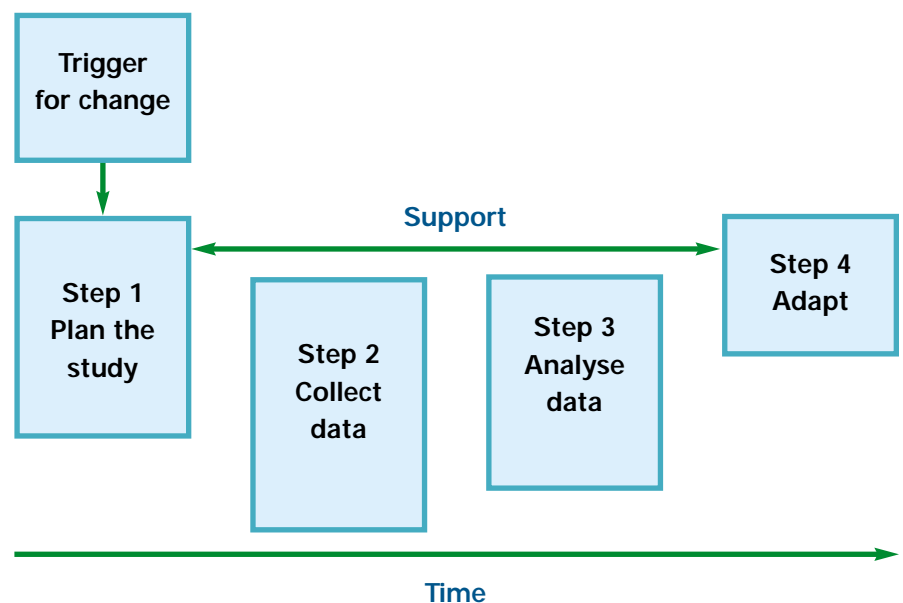 Trigger
for change
Support
Step 1
Plan the
study
Step 2
Collect
data
Step 3
Analyse
data
Step 4
Adapt
Time